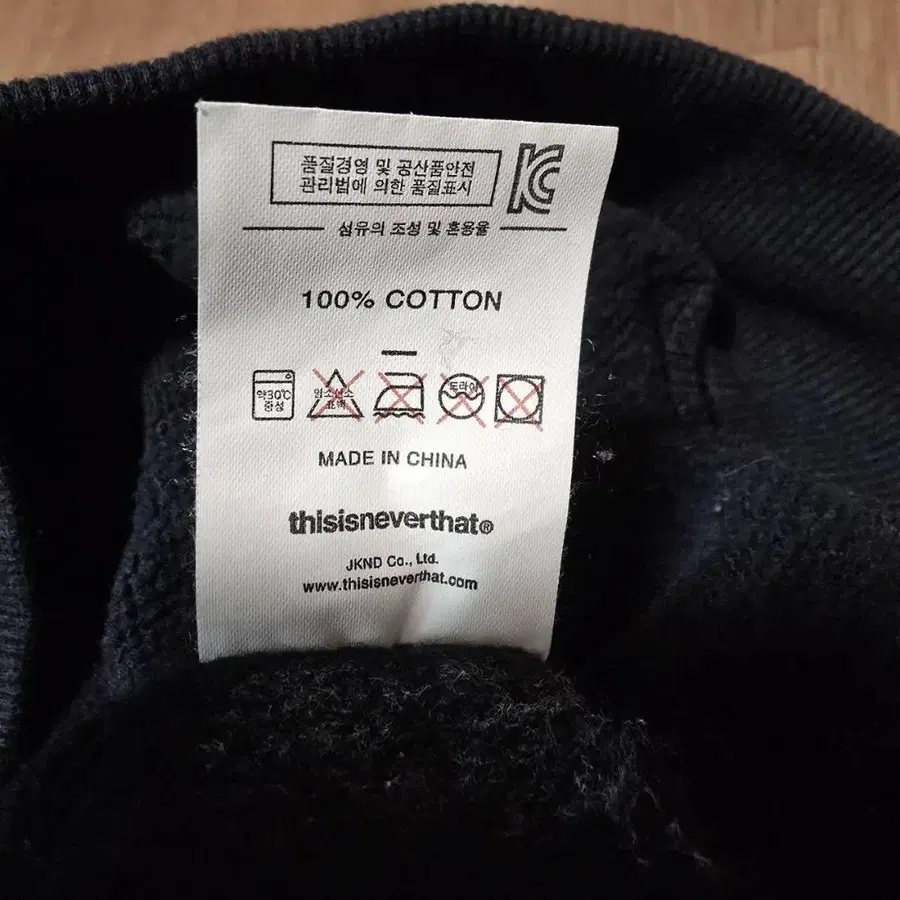 품질경영 및 공산품안전
관리법에 의한 품질표시
섬유의 조성 및 혼용율
100% COTTON
약30℃
중성
염소산소
표백
드라이
MADE IN CHINA
thisisneverthat®
JKND Co., Ltd.
www.thisisneverthat.com